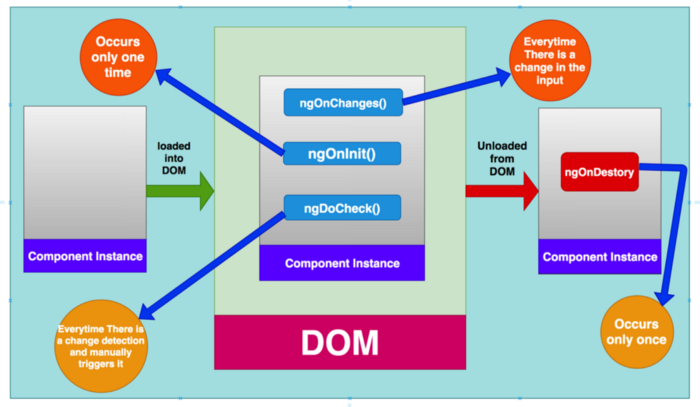 Occurs
only one
time
Everytime
There is a
change in the
input
ngOnChanges()
loaded
into
DOM
ngOnInit()
Unloaded
from
DOM
ngOnDestory
ngDoCheck()
Component Instance
Component Instance
Component Instance
Everytime There is
a change detection
and manually
triggers it
DOM
Occurs
only once